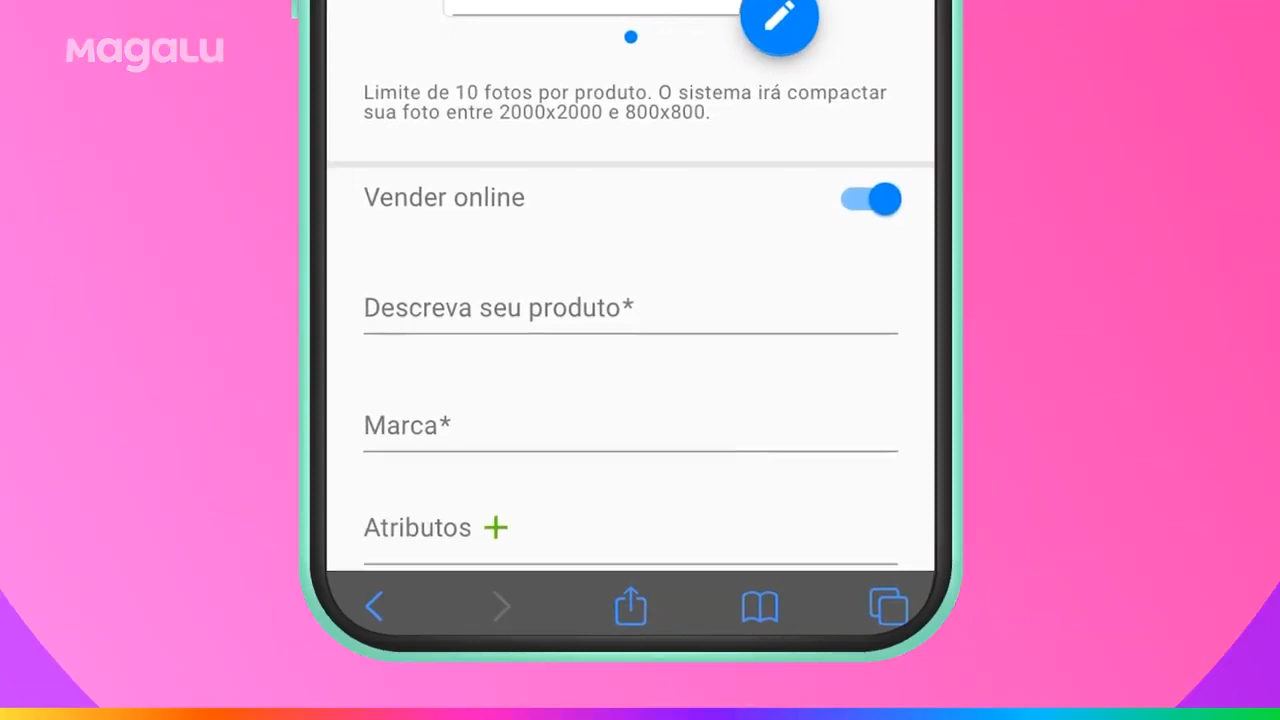 MagaLu
Limite de 10 fotos por produto. O sistema irá compactar
sua foto entre 2000x2000 e 800x800.
Vender online
Descreva seu produto*
Marca*
Atributos +